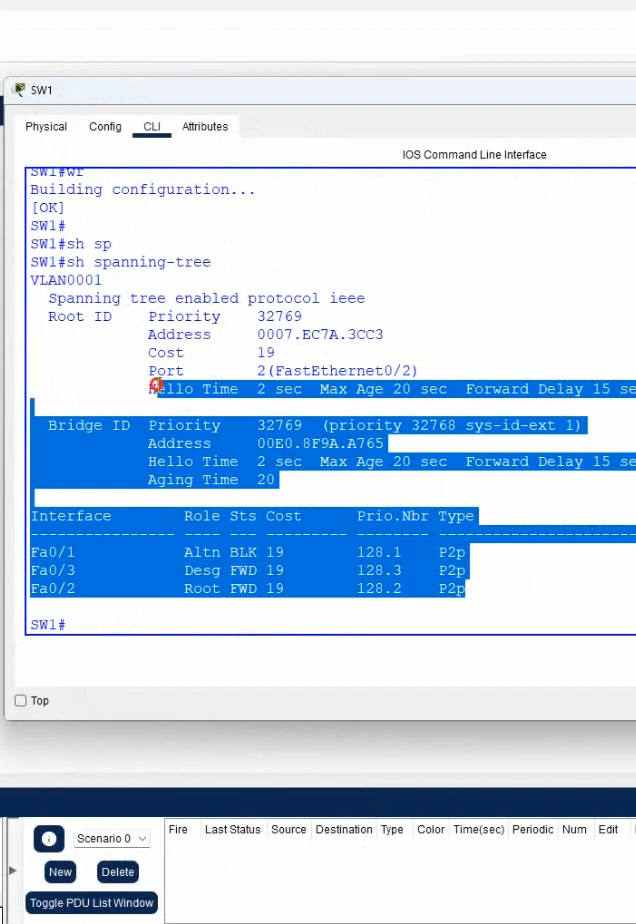 SW1
Physical Config CLI Attributes
IOS Command Line Interface
SW1#wr
Building configuration...
[OK]
SW1#
SW1#sh sp
SW1#sh spanning-tree
VLAN0001
Spanning tree enabled protocol ieee
Root ID Priority 32769
Address 0007.EC7A.3CC3
Cost 19
Port 2(FastEthernet0/2)
Hello Time 2 sec Max Age 20 sec Forward Delay 15 se
Bridge ID Priority 32769 (priority 32768 sys-id-ext 1)
Address 00E0.8F9A.A765
Hello Time 2 sec Max Age 20 sec Forward Delay 15 se
Aging Time 20
Interface Role Sts Cost Prio.Nbr Type
---------------- ---- --- --------- -------- --------------------
Fa0/1 Altn BLK 19 128.1 P2p
Fa0/3 Desg FWD 19 128.3 P2p
Fa0/2 Root FWD 19 128.2 P2p
SW1#
Top
Fire Last Status Source Destination Type Color Time(sec) Periodic Num Edit
Scenario 0
New Delete
Toggle PDU List Window